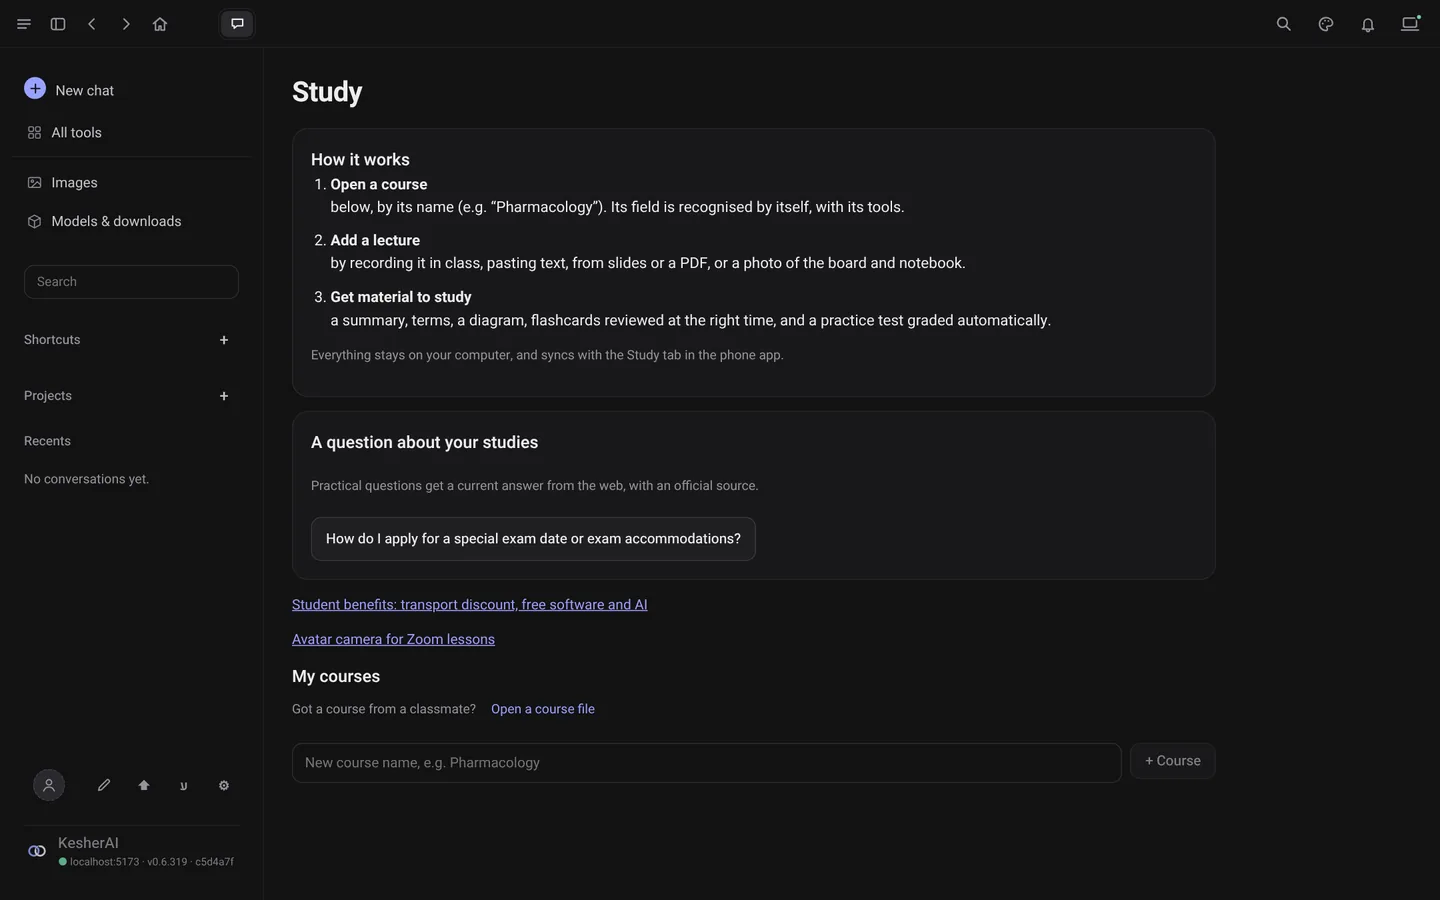 New chat
All tools
Images
Models & downloads
Search
Shortcuts +
Projects +
Recents
No conversations yet.
ע
KesherAI
localhost:5173 · v0.6.319 · c5d4a7f
Study
How it works
1. Open a course
below, by its name (e.g. “Pharmacology”). Its field is recognised by itself, with its tools.
2. Add a lecture
by recording it in class, pasting text, from slides or a PDF, or a photo of the board and notebook.
3. Get material to study
a summary, terms, a diagram, flashcards reviewed at the right time, and a practice test graded automatically.
Everything stays on your computer, and syncs with the Study tab in the phone app.
A question about your studies
Practical questions get a current answer from the web, with an official source.
How do I apply for a special exam date or exam accommodations?
Student benefits: transport discount, free software and AI
Avatar camera for Zoom lessons
My courses
Got a course from a classmate? Open a course file
New course name, e.g. Pharmacology
+ Course